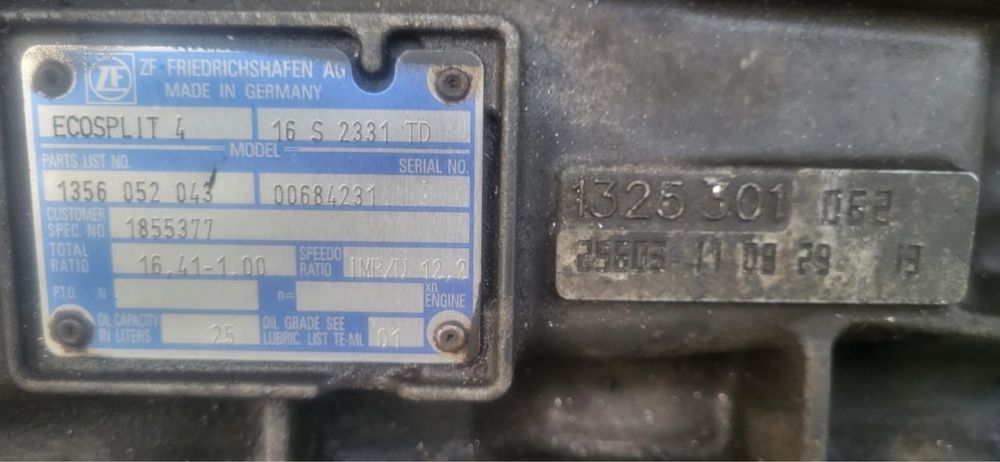 ZF
ZF FRIEDRICHSHAFEN AG
MADE IN GERMANY
ECOSPLIT 4 16 S 2331 TD
MODEL
PARTS LIST NO. SERIAL NO.
1356 052 043 00684231
CUSTOMER
SPEC. NO. 1855377
TOTAL
RATIO 16,41-1,00 SPEEDO
RATIO IMP/U 12,2
P.T.O. N n= xn
ENGINE
OIL CAPACITY
IN LITERS 25 OIL GRADE SEE
LUBRIC. LIST TE-ML 01
1325 301 062
17 08 29 13